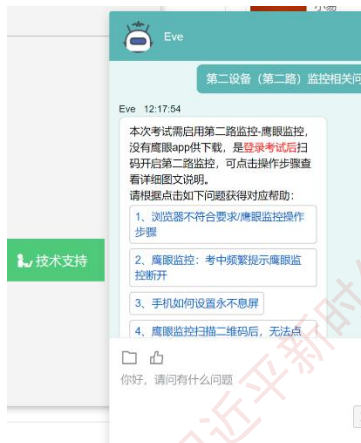 Eve
第二设备（第二路）监控相关问
Eve 12:17:54
本次考试需启用第二路监控-鹰眼监控，
没有鹰眼app供下载，是登录考试后扫
码开启第二路监控，可点击操作步骤查
看详细图文说明。
请根据点击如下问题获得对应帮助：
1、浏览器不符合要求/鹰眼监控操作
步骤
2、鹰眼监控：考中频繁提示鹰眼监
控断开
技术支持
3、手机如何设置永不息屏
4、鹰眼监控扫描二维码后，无法点
你好，请问有什么问题
习近平新时